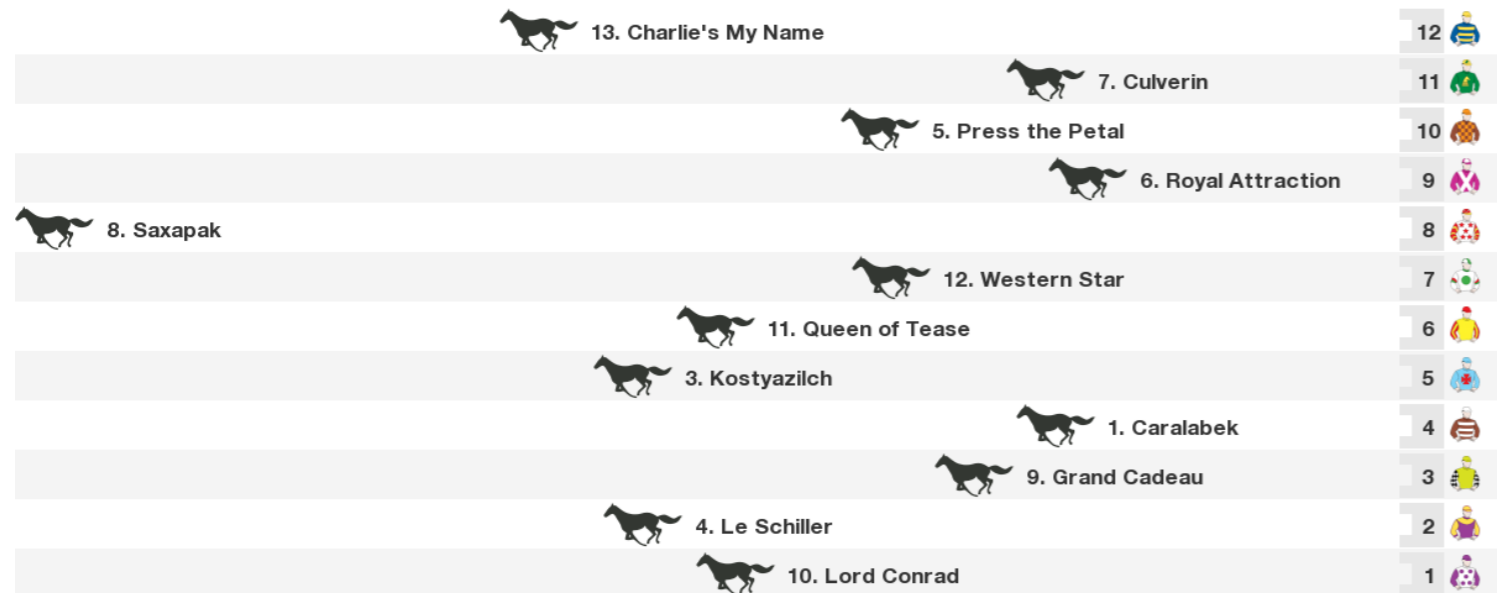 13. Charlie's My Name 12
7. Culverin 11
5. Press the Petal 10
6. Royal Attraction 9
8. Saxapak 8
12. Western Star 7
11. Queen of Tease 6
3. Kostyazilch 5
1. Caralabek 4
9. Grand Cadeau 3
4. Le Schiller 2
10. Lord Conrad 1